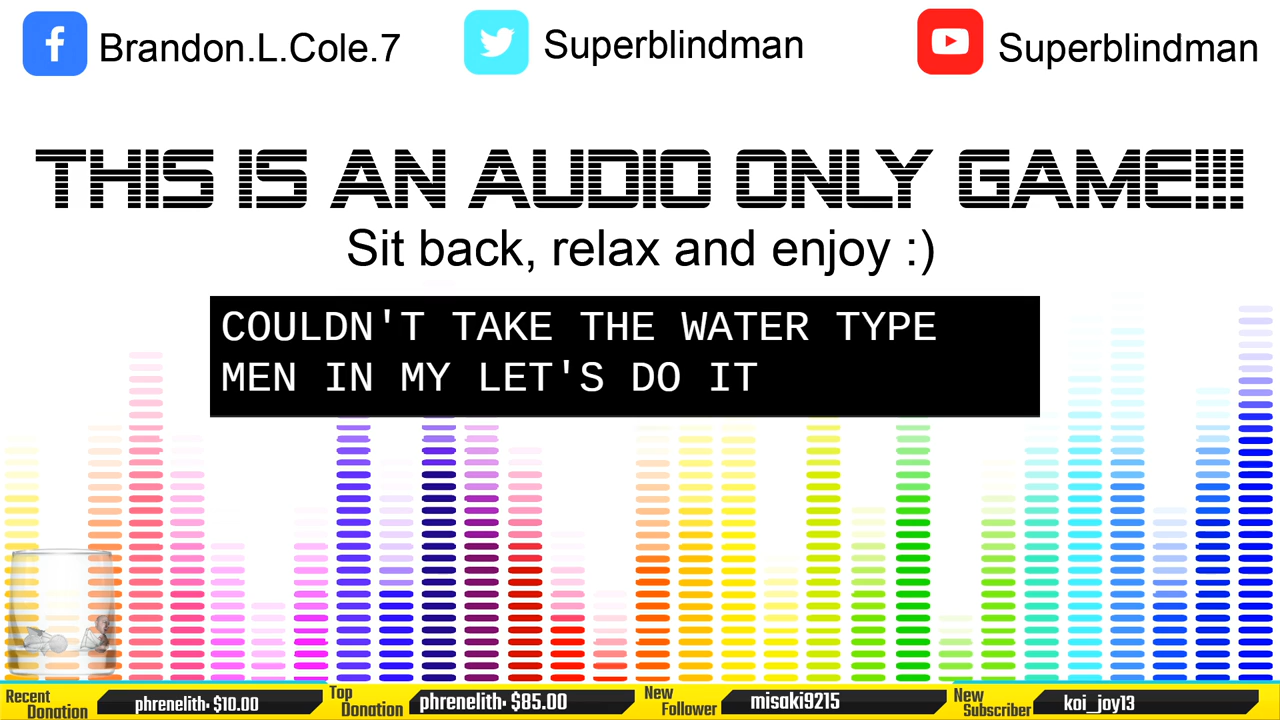 Brandon.L.Cole.7
Superblindman
Superblindman
THIS IS AN AUDIO ONLY GAME!!!
Sit back, relax and enjoy :)
COULDN'T TAKE THE WATER TYPE
MEN IN MY LET'S DO IT
Recent Donation
phrenelith: $10.00
Top Donation
phrenelith: $85.00
New Follower
misaki9215
New Subscriber
koi_joy13